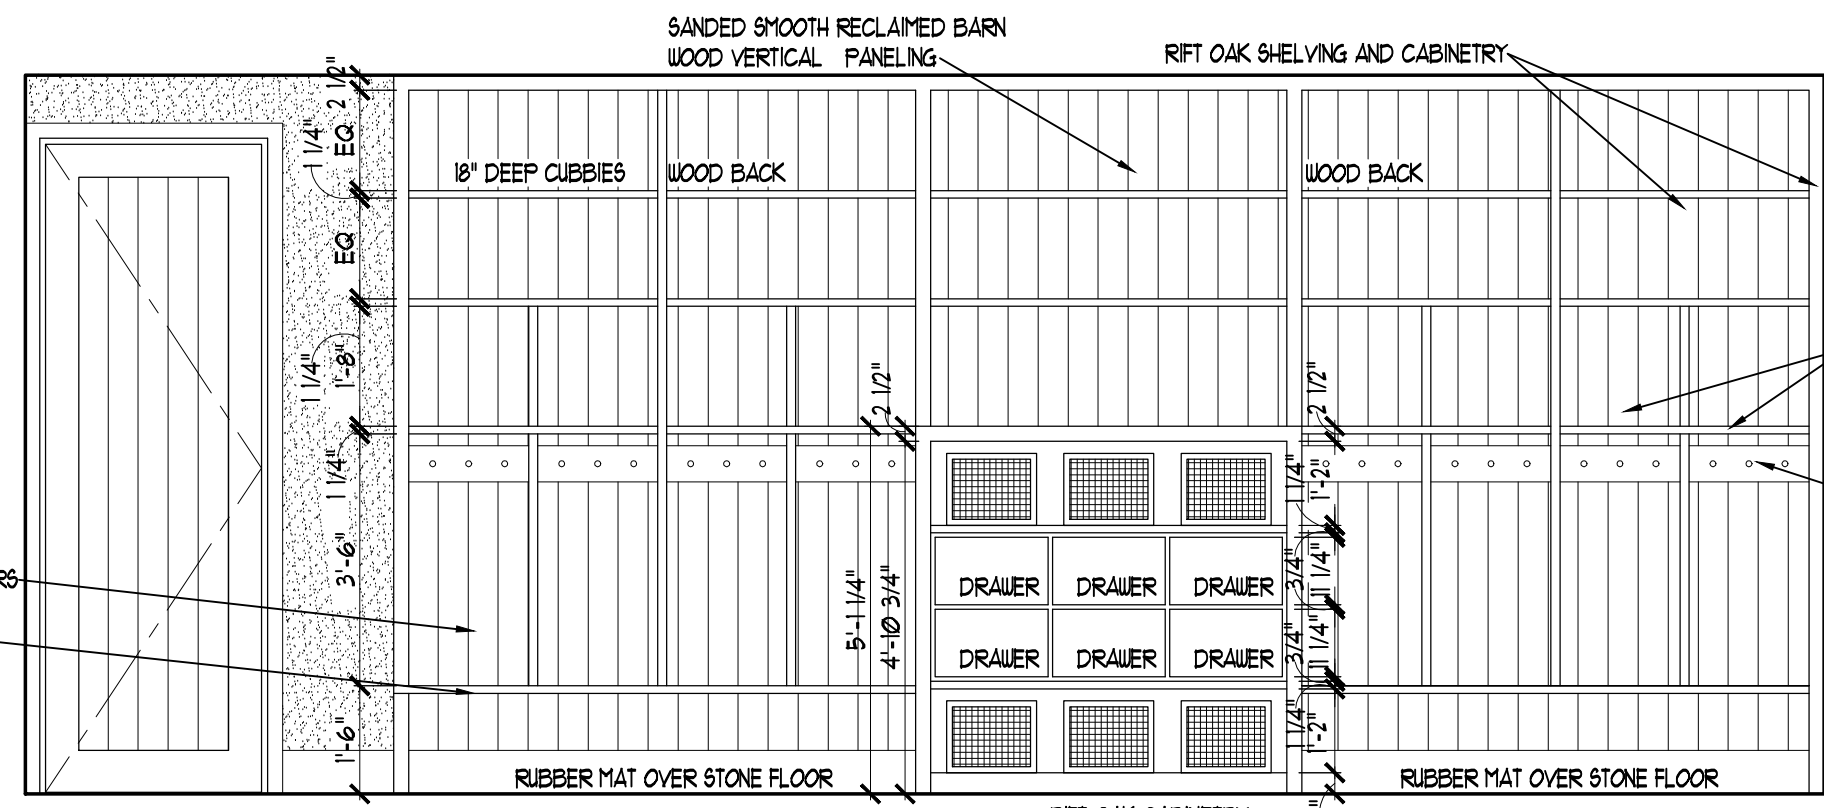 SANDED SMOOTH RECLAIMED BARN
WOOD VERTICAL PANELING
RIFT OAK SHELVING AND CABINETRY
2 1/2"
1 1/4"
EQ
18" DEEP CUBBIES
WOOD BACK
WOOD BACK
EQ
1 1/4"
1'-8"
2 1/2"
2 1/2"
1 1/4"
1 1/4"
1'-2"
3'-6"
RS
5'-1 1/4"
4'-10 3/4"
DRAWER DRAWER DRAWER
3/4"
11 1/4"
DRAWER DRAWER DRAWER
3/4"
11 1/4"
1'-6"
1 1/4"
1'-2"
RUBBER MAT OVER STONE FLOOR
RUBBER MAT OVER STONE FLOOR